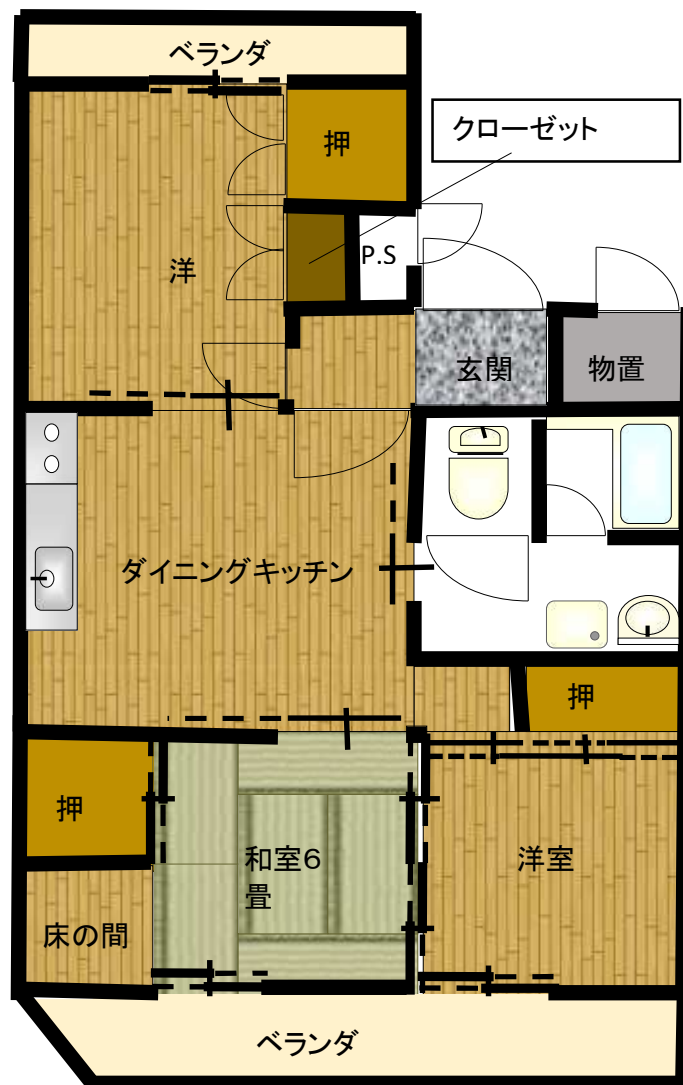 ベランダ
押
クローゼット
洋
P.S
玄関
物置
ダイニングキッチン
押
押
和室６
畳
洋室
床の間
ベランダ